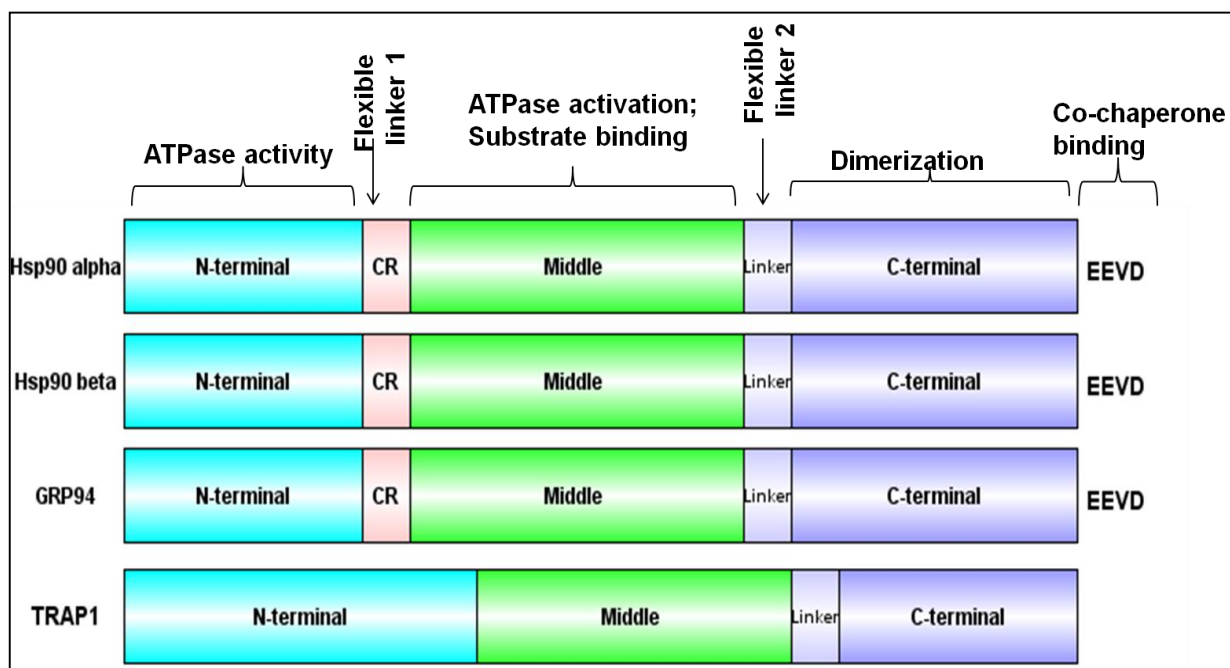 Flexible
linker 1
Flexible
linker 2
ATPase activity
ATPase activation;
Substrate binding
Dimerization
Co-chaperone
binding
Hsp90 alpha N-terminal CR Middle Linker C-terminal EEVD
Hsp90 beta N-terminal CR Middle Linker C-terminal EEVD
GRP94 N-terminal CR Middle Linker C-terminal EEVD
TRAP1 N-terminal Middle Linker C-terminal